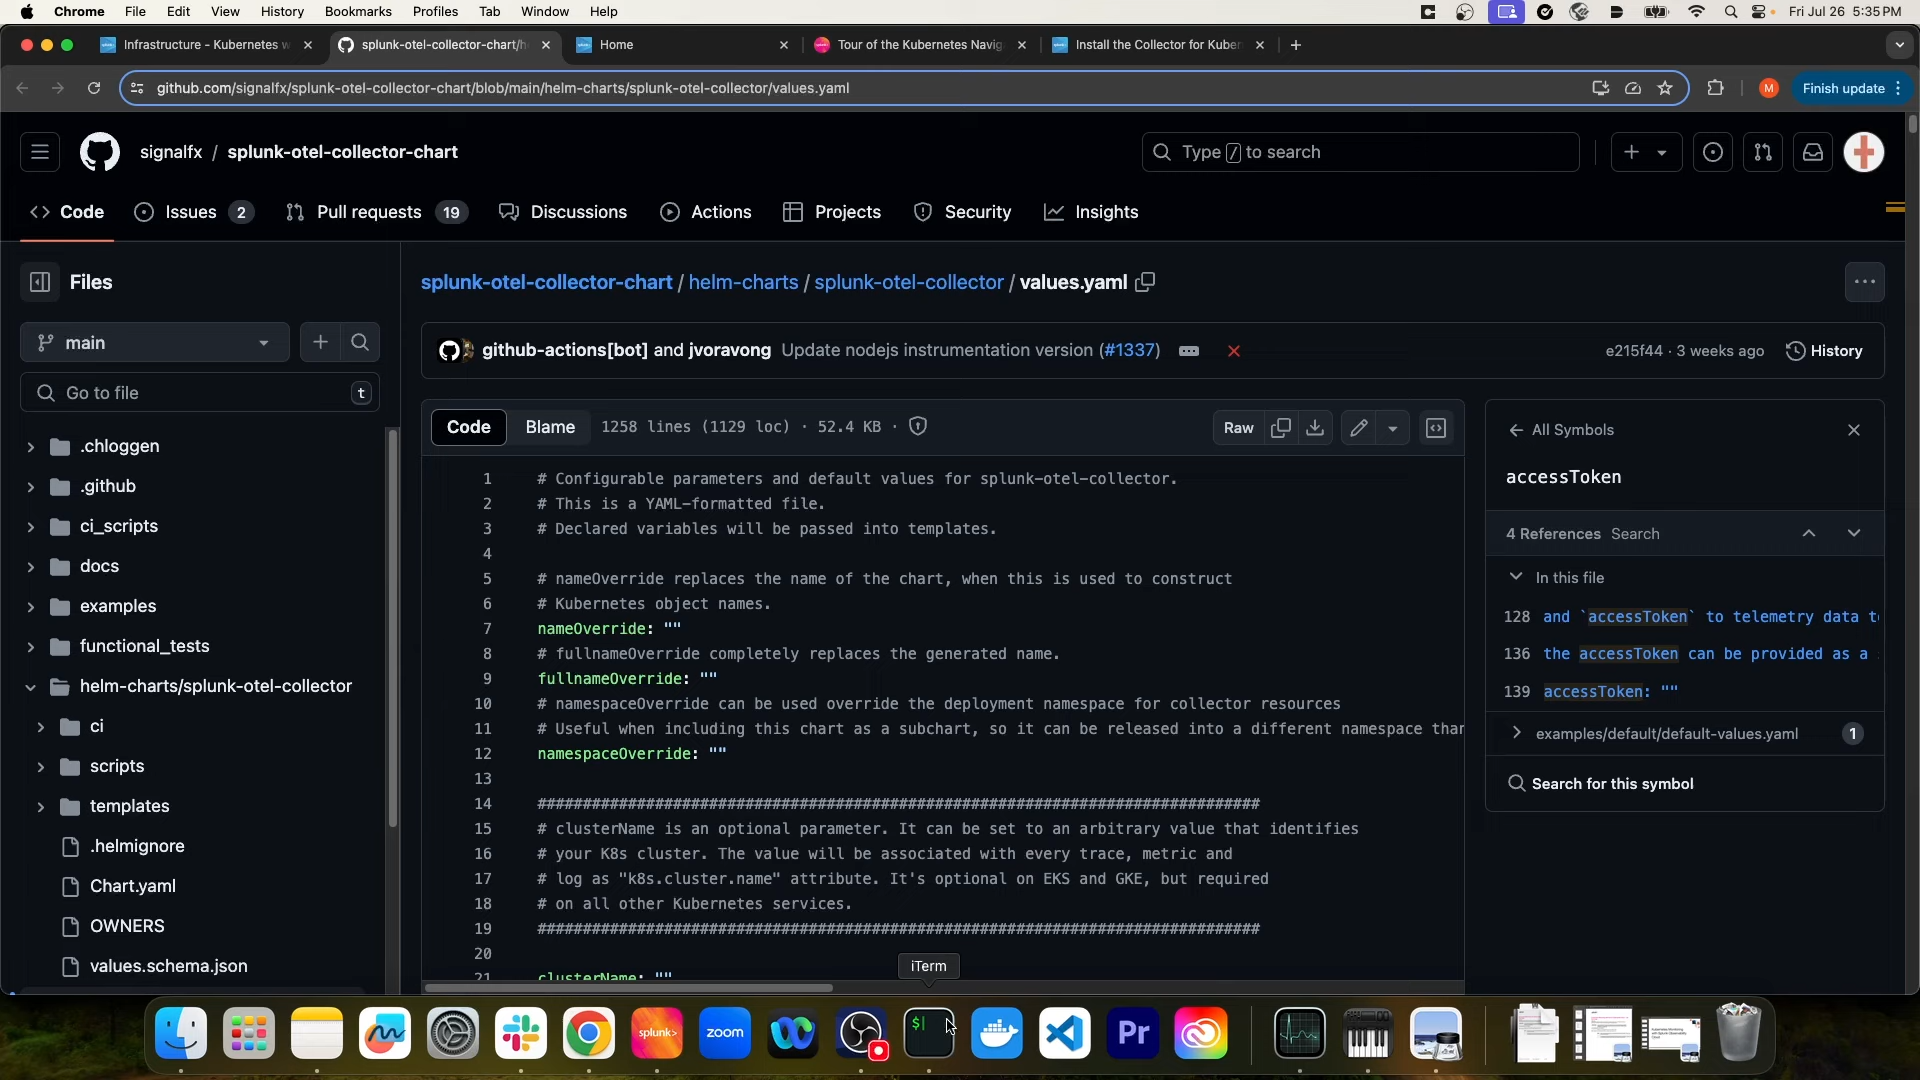 Chrome File Edit View History Bookmarks Profiles Tab Window Help Fri Jul 26 5:35 PM
Infrastructure - Kubernetes w splunk-otel-collector-chart/h Home Tour of the Kubernetes Navig Install the Collector for Kuber
github.com/signalfx/splunk-otel-collector-chart/blob/main/helm-charts/splunk-otel-collector/values.yaml M Finish update
signalfx / splunk-otel-collector-chart Type / to search
Code Issues 2 Pull requests 19 Discussions Actions Projects Security Insights
Files
main
Go to file t
.chloggen
.github
ci_scripts
docs
examples
functional_tests
helm-charts/splunk-otel-collector
ci
scripts
templates
.helmignore
Chart.yaml
OWNERS
values.schema.json
splunk-otel-collector-chart / helm-charts / splunk-otel-collector / values.yaml
github-actions[bot] and jvoravong Update nodejs instrumentation version (#1337) e215f44 · 3 weeks ago History
Code Blame 1258 lines (1129 loc) · 52.4 KB · Raw
1 # Configurable parameters and default values for splunk-otel-collector.
2 # This is a YAML-formatted file.
3 # Declared variables will be passed into templates.
4
5 # nameOverride replaces the name of the chart, when this is used to construct
6 # Kubernetes object names.
7 nameOverride: ""
8 # fullnameOverride completely replaces the generated name.
9 fullnameOverride: ""
10 # namespaceOverride can be used override the deployment namespace for collector resources
11 # Useful when including this chart as a subchart, so it can be released into a different namespace than
12 namespaceOverride: ""
13
14 ################################################################################
15 # clusterName is an optional parameter. It can be set to an arbitrary value that identifies
16 # your K8s cluster. The value will be associated with every trace, metric and
17 # log as "k8s.cluster.name" attribute. It's optional on EKS and GKE, but required
18 # on all other Kubernetes services.
19 ################################################################################
20
21 clusterName: ""
All Symbols
accessToken
4 References Search
In this file
128 and `accessToken` to telemetry data t
136 the accessToken can be provided as a
139 accessToken: ""
examples/default/default-values.yaml 1
Search for this symbol
iTerm
splunk>
zoom
$
Pr